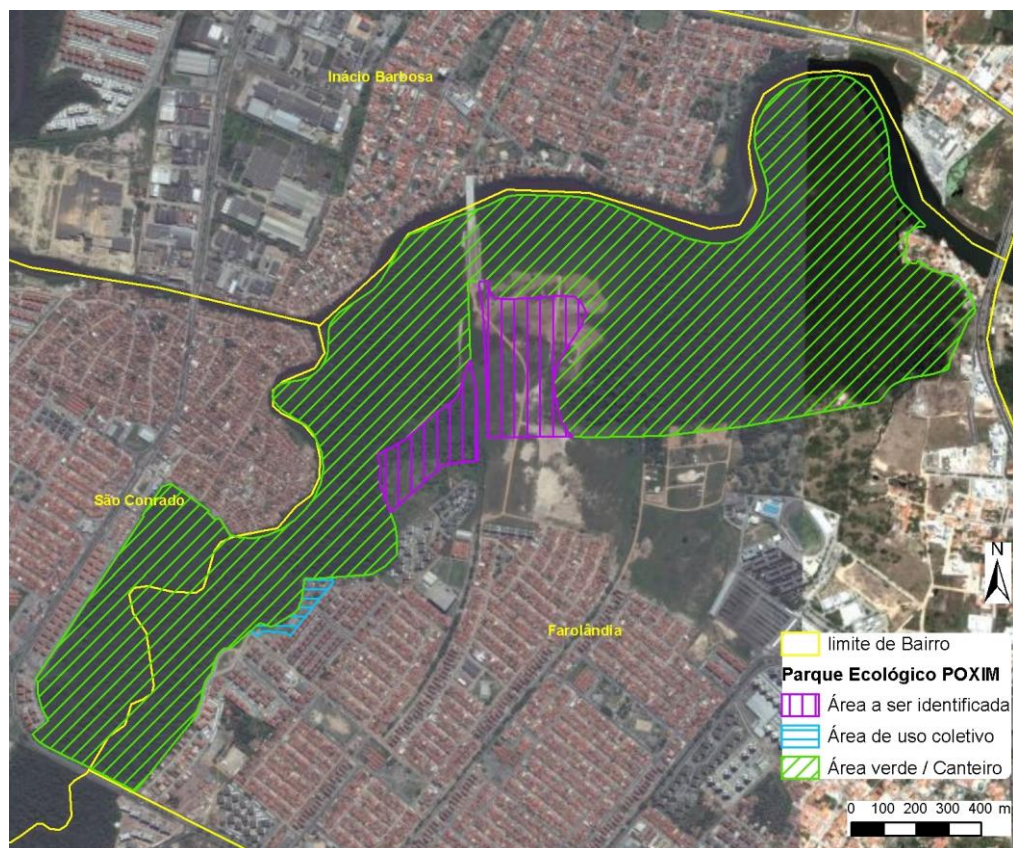 Inácio Barbosa
São Conrado
Farolândia
N
limite de Bairro
Parque Ecológico POXIM
Área a ser identificada
Área de uso coletivo
Área verde / Canteiro
0 100 200 300 400 m